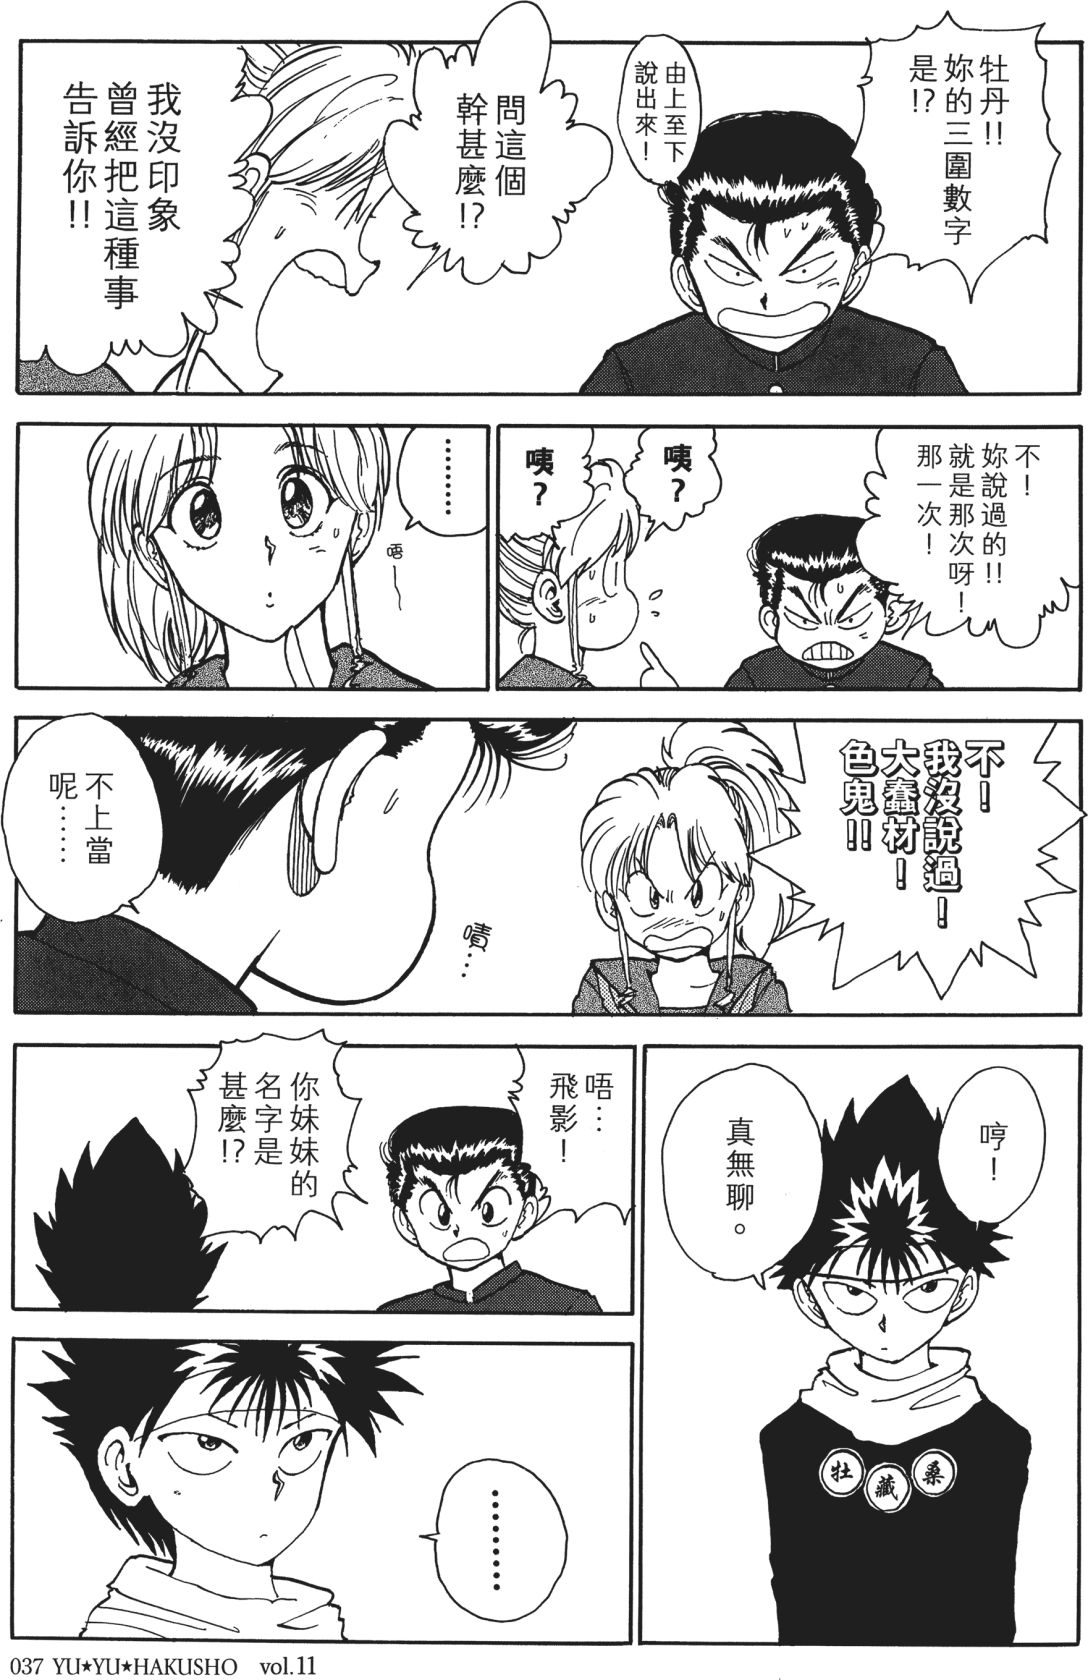 牡丹!!
妳的三圍數字
是!?
由上至下
說出來！
問這個
幹甚麼!?
我沒印象
曾經把這種事
告訴你!!
不！
妳說過的!!
就是那次呀！
那一次！
咦？
咦？
⋯⋯⋯
唔—
不！
我沒說過！
大蠢材！
色鬼!!
嘖⋯
不上當
呢⋯⋯
哼！
真無聊。
牡
藏
桑
唔⋯
飛影！
你妹妹的
名字是
甚麼!?
⋯⋯⋯
037 YU★YU★HAKUSHO vol.11